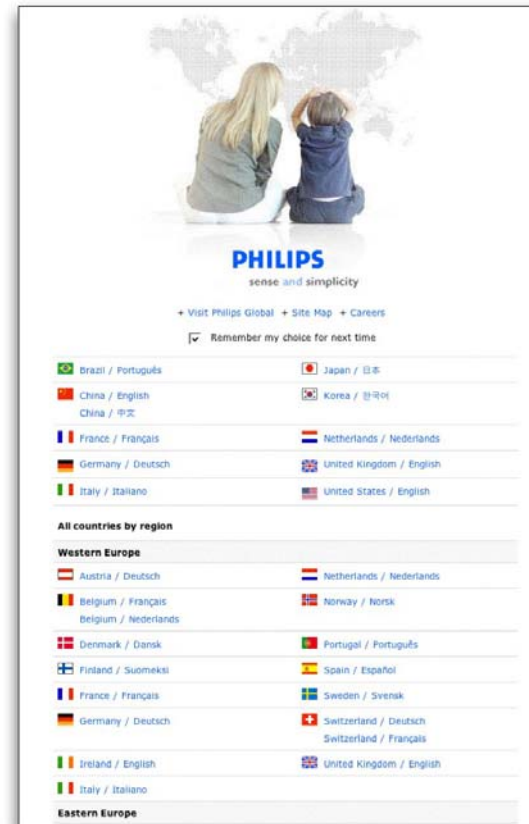 PHILIPS
sense and simplicity
+ Visit Philips Global + Site Map + Careers
Remember my choice for next time
Brazil / Português
Japan / 日本
China / English
China / 中文
Korea / 한국어
France / Français
Netherlands / Nederlands
Germany / Deutsch
United Kingdom / English
Italy / Italiano
United States / English
All countries by region
Western Europe
Austria / Deutsch
Netherlands / Nederlands
Belgium / Français
Belgium / Nederlands
Norway / Norsk
Denmark / Dansk
Portugal / Português
Finland / Suomeksi
Spain / Español
France / Français
Sweden / Svensk
Germany / Deutsch
Switzerland / Deutsch
Switzerland / Français
Ireland / English
United Kingdom / English
Italy / Italiano
Eastern Europe